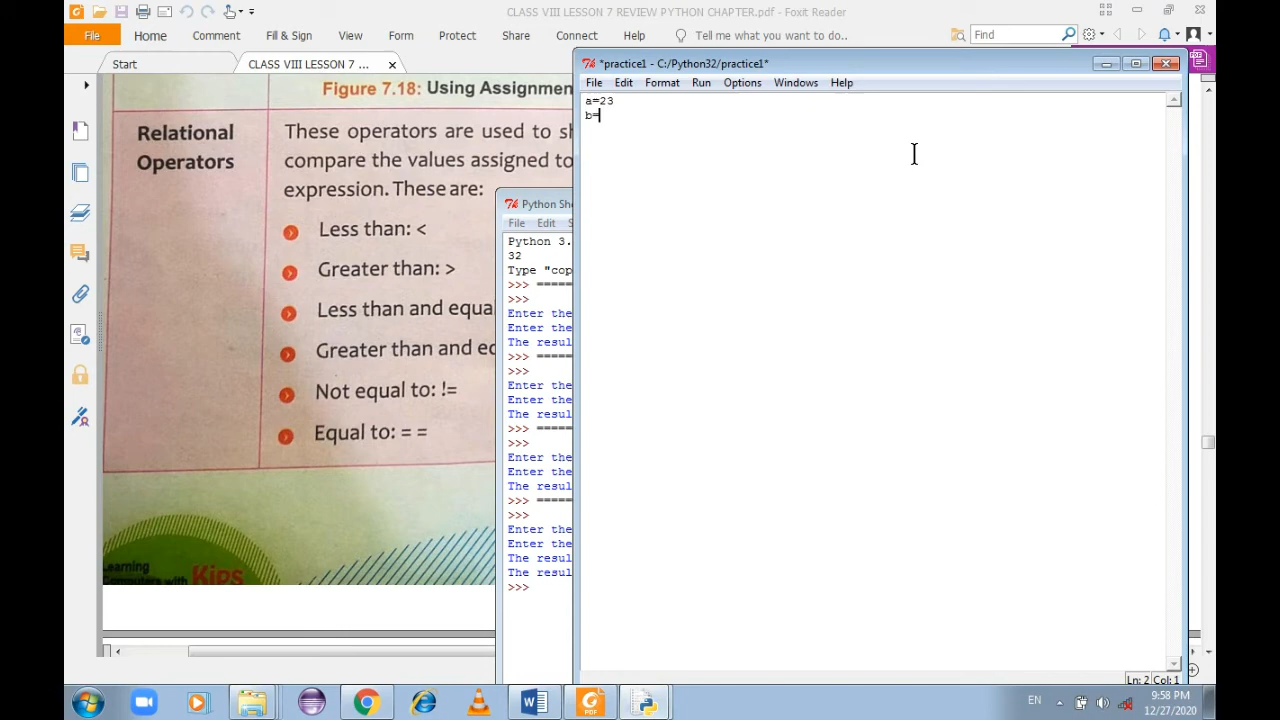 CLASS VIII LESSON 7 REVIEW PYTHON CHAPTER.pdf - Foxit Reader
File Home Comment Fill & Sign View Form Protect Share Connect Help Tell me what you want to do.. Find
Start CLASS VIII LESSON 7 ...
Figure 7.18: Using Assignmen
Relational
Operators
These operators are used to sh
compare the values assigned to
expression. These are:
Less than: <
Greater than: >
Less than and equa
Greater than and eq
Not equal to: !=
Equal to: = =
Learning
Computers with Kips
Python She
File Edit S
Python 3.
32
Type "cop
>>> =====
>>>
Enter the
Enter the
The resul
>>> =====
>>>
Enter the
Enter the
The resul
>>> =====
>>>
Enter the
Enter the
The resul
>>> =====
>>>
Enter the
Enter the
The resul
The resul
>>>
*practice1 - C:/Python32/practice1*
File Edit Format Run Options Windows Help
a=23
b=
Ln: 2 Col: 1
EN
9:58 PM
12/27/2020